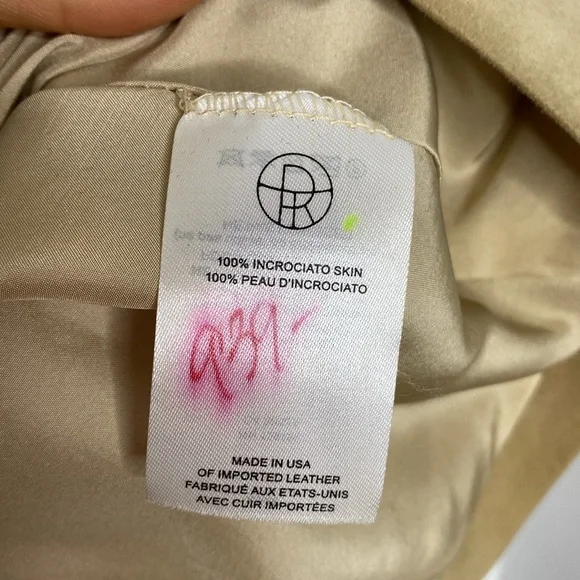 100% INCROCIATO SKIN
100% PEAU D'INCROCIATO
939-
MADE IN USA
OF IMPORTED LEATHER
FABRIQUÉ AUX ETATS-UNIS
AVEC CUIR IMPORTÉES